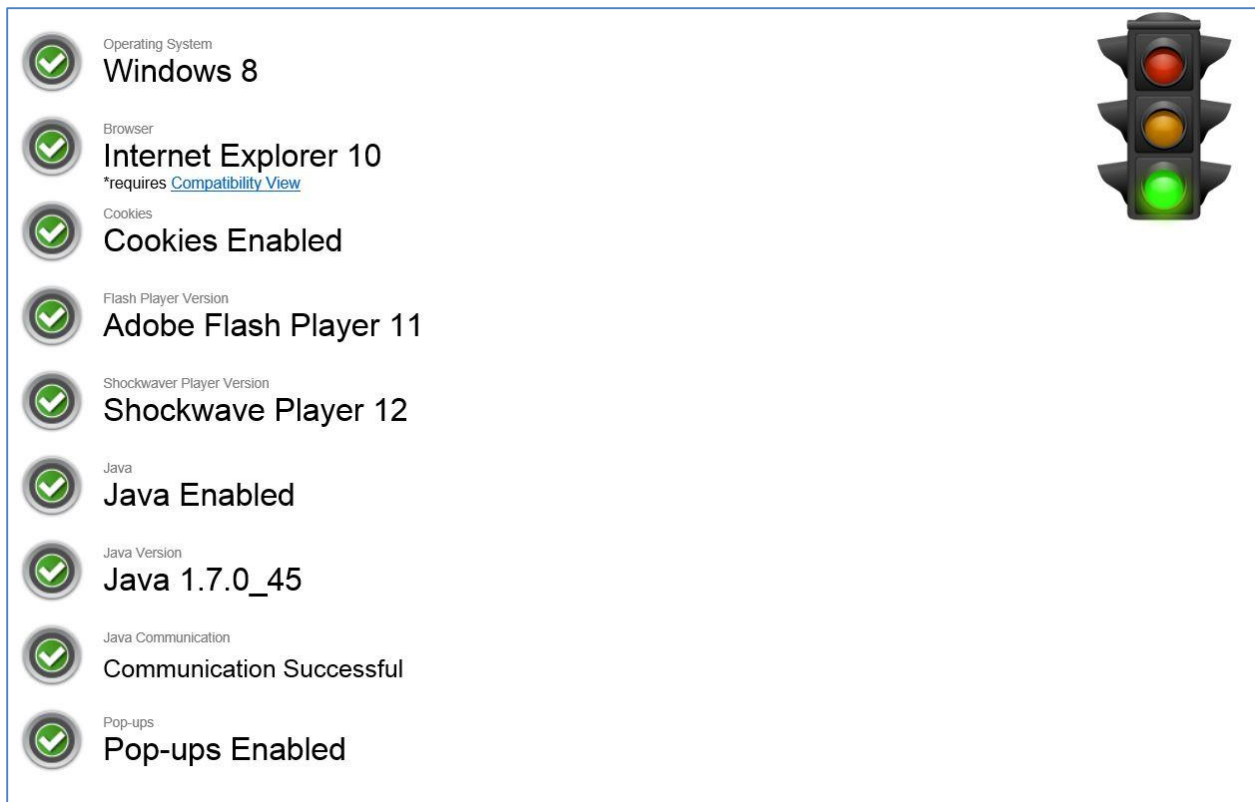 Operating System
Windows 8
Browser
Internet Explorer 10
*requires Compatibility View
Cookies
Cookies Enabled
Flash Player Version
Adobe Flash Player 11
Shockwaver Player Version
Shockwave Player 12
Java
Java Enabled
Java Version
Java 1.7.0_45
Java Communication
Communication Successful
Pop-ups
Pop-ups Enabled